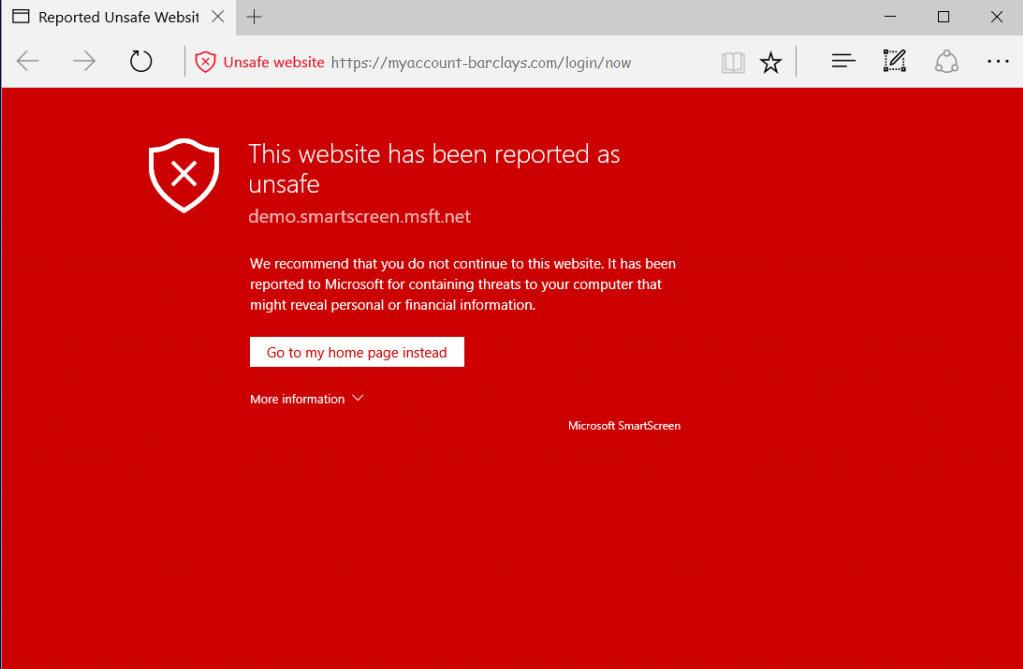 Reported Unsafe Websit
Unsafe website https://myaccount-barclays.com/login/now
This website has been reported as
unsafe
demo.smartscreen.msft.net
We recommend that you do not continue to this website. It has been
reported to Microsoft for containing threats to your computer that
might reveal personal or financial information.
Go to my home page instead
More information
Microsoft SmartScreen